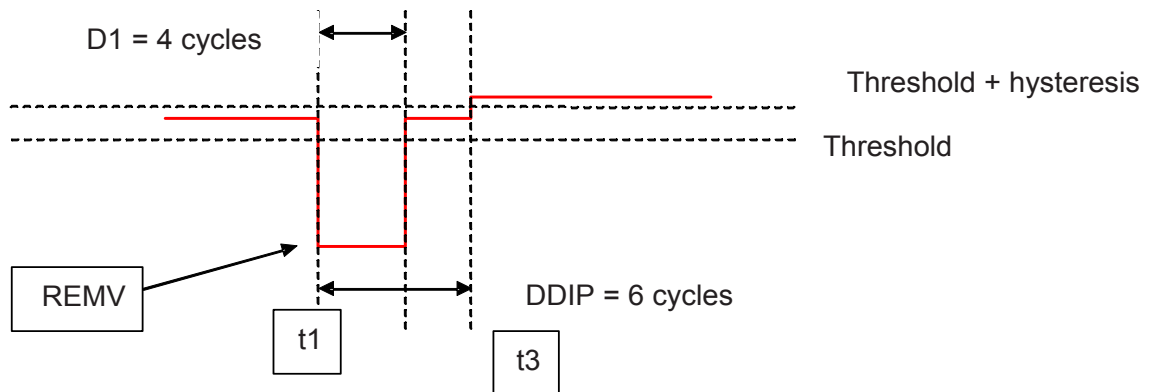 D1 = 4 cycles
Threshold + hysteresis
Threshold
REMV
DDIP = 6 cycles
t1
t3